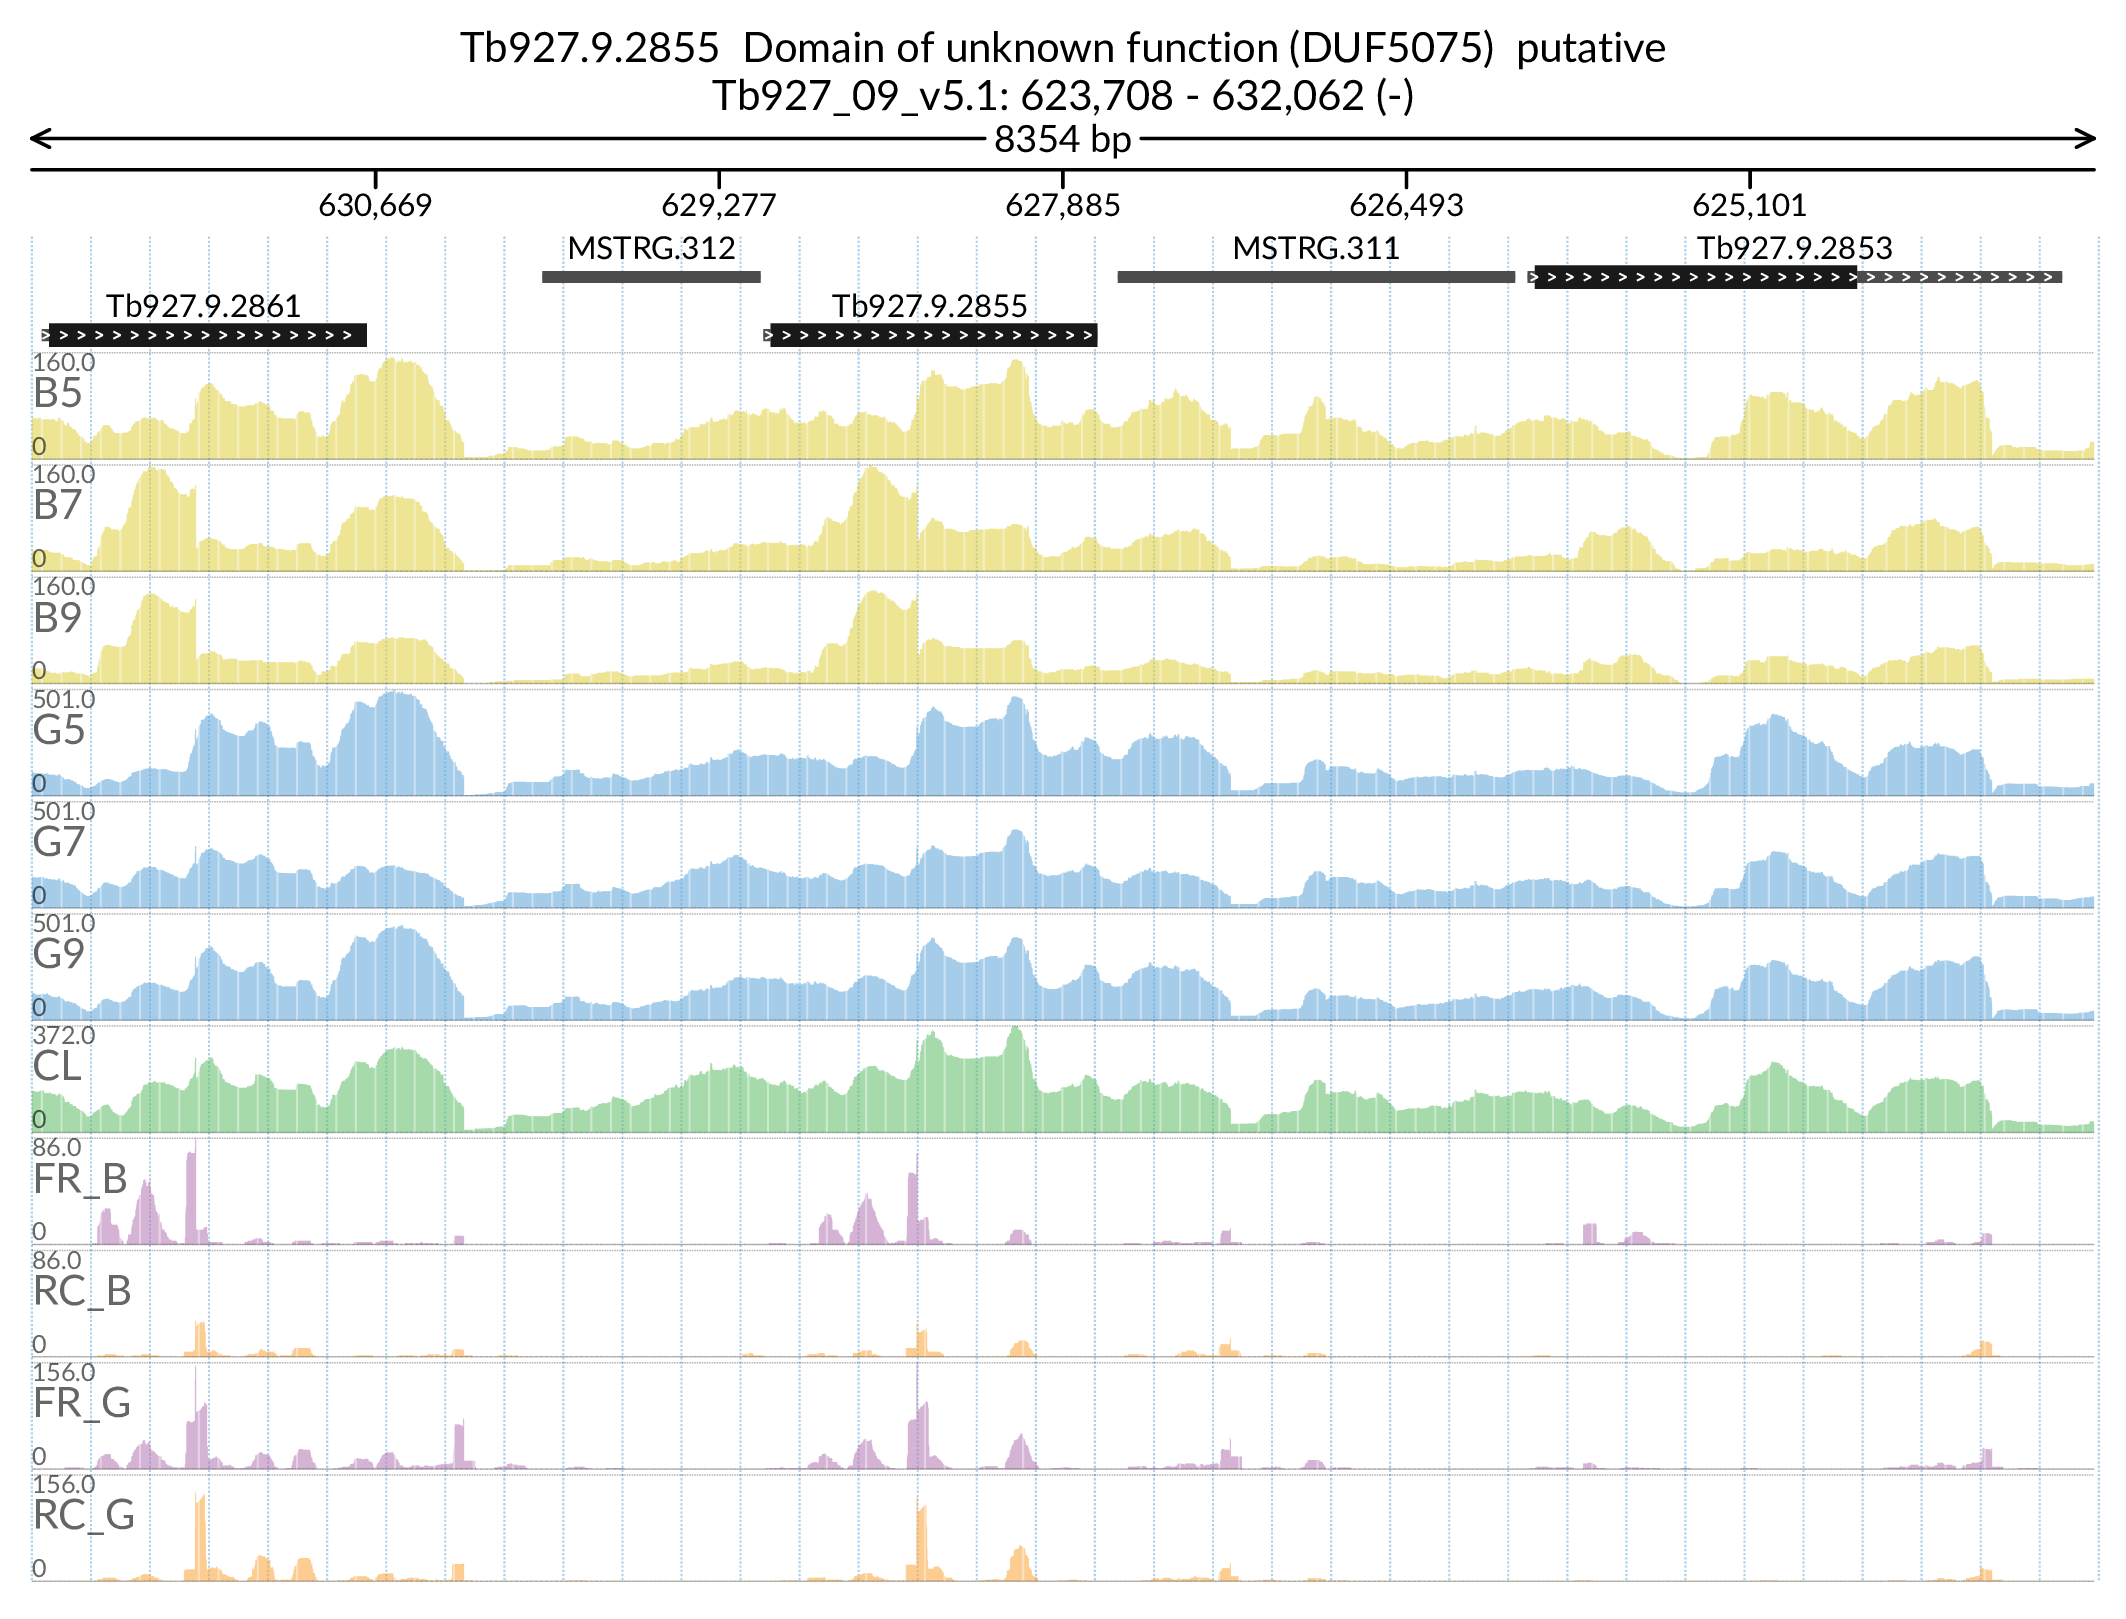 Tb927.9.2855  Domain of unknown function (DUF5075)  putative
Tb927_09_v5.1: 623,708 - 632,062 (-)
8354 bp
630,669 629,277 627,885 626,493 625,101
MSTRG.312 MSTRG.311 Tb927.9.2853
Tb927.9.2861 Tb927.9.2855
160.0
B5
0
160.0
B7
0
160.0
B9
0
501.0
G5
0
501.0
G7
0
501.0
G9
0
372.0
CL
0
86.0
FR_B
0
86.0
RC_B
0
156.0
FR_G
0
156.0
RC_G
0